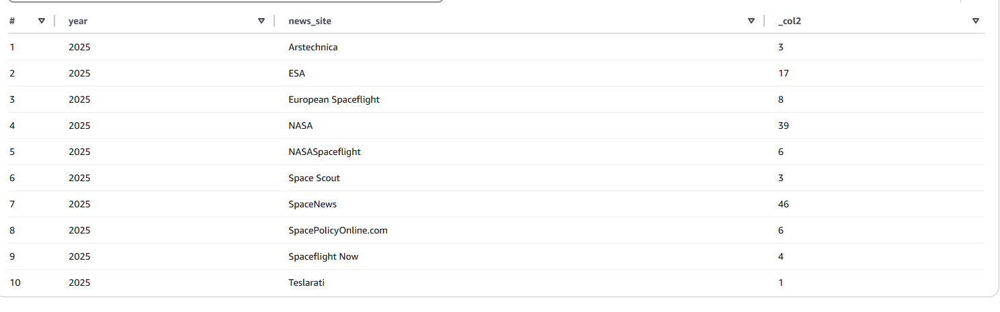 # year news_site _col2
1 2025 Arstechnica 3
2 2025 ESA 17
3 2025 European Spaceflight 8
4 2025 NASA 39
5 2025 NASASpaceflight 6
6 2025 Space Scout 3
7 2025 SpaceNews 46
8 2025 SpacePolicyOnline.com 6
9 2025 Spaceflight Now 4
10 2025 Teslarati 1